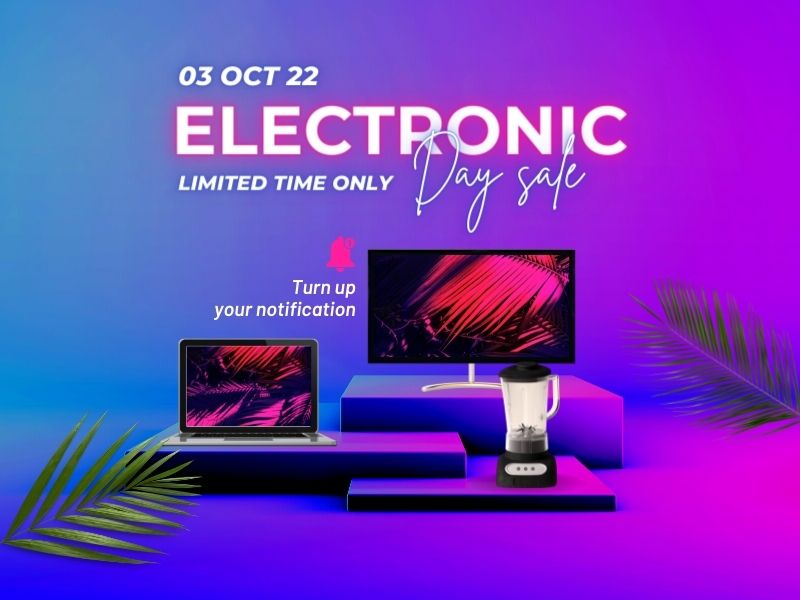 03 OCT 22
ELECTRONIC
LIMITED TIME ONLY
Day sale
Turn up
your notification